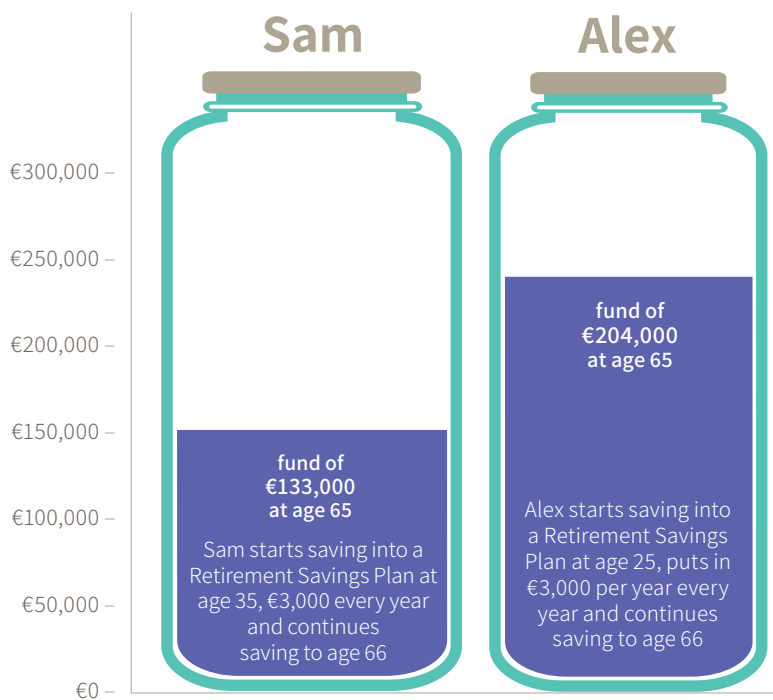 Sam
Alex
€300,000
€250,000
€200,000
€150,000
€100,000
€50,000
€0
fund of
€133,000
at age 65
Sam starts saving into a
Retirement Savings Plan at
age 35, €3,000 every year
and continues
saving to age 66
fund of
€204,000
at age 65
Alex starts saving into
a Retirement Savings
Plan at age 25, puts in
€3,000 per year every
year and continues
saving to age 66